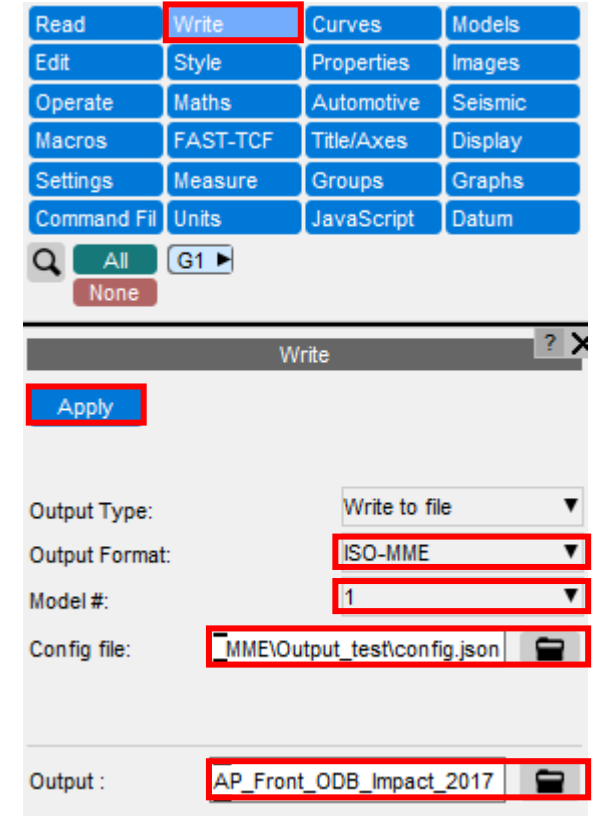 Read Write Curves Models
Edit Style Properties Images
Operate Maths Automotive Seismic
Macros FAST-TCF Title/Axes Display
Settings Measure Groups Graphs
Command Fil Units JavaScript Datum
All G1 ▶
None
Write ? X
Apply
Output Type: Write to file ▼
Output Format: ISO-MME ▼
Model #: 1 ▼
Config file: _MME\Output_test\config.json
Output : AP_Front_ODB_Impact_2017